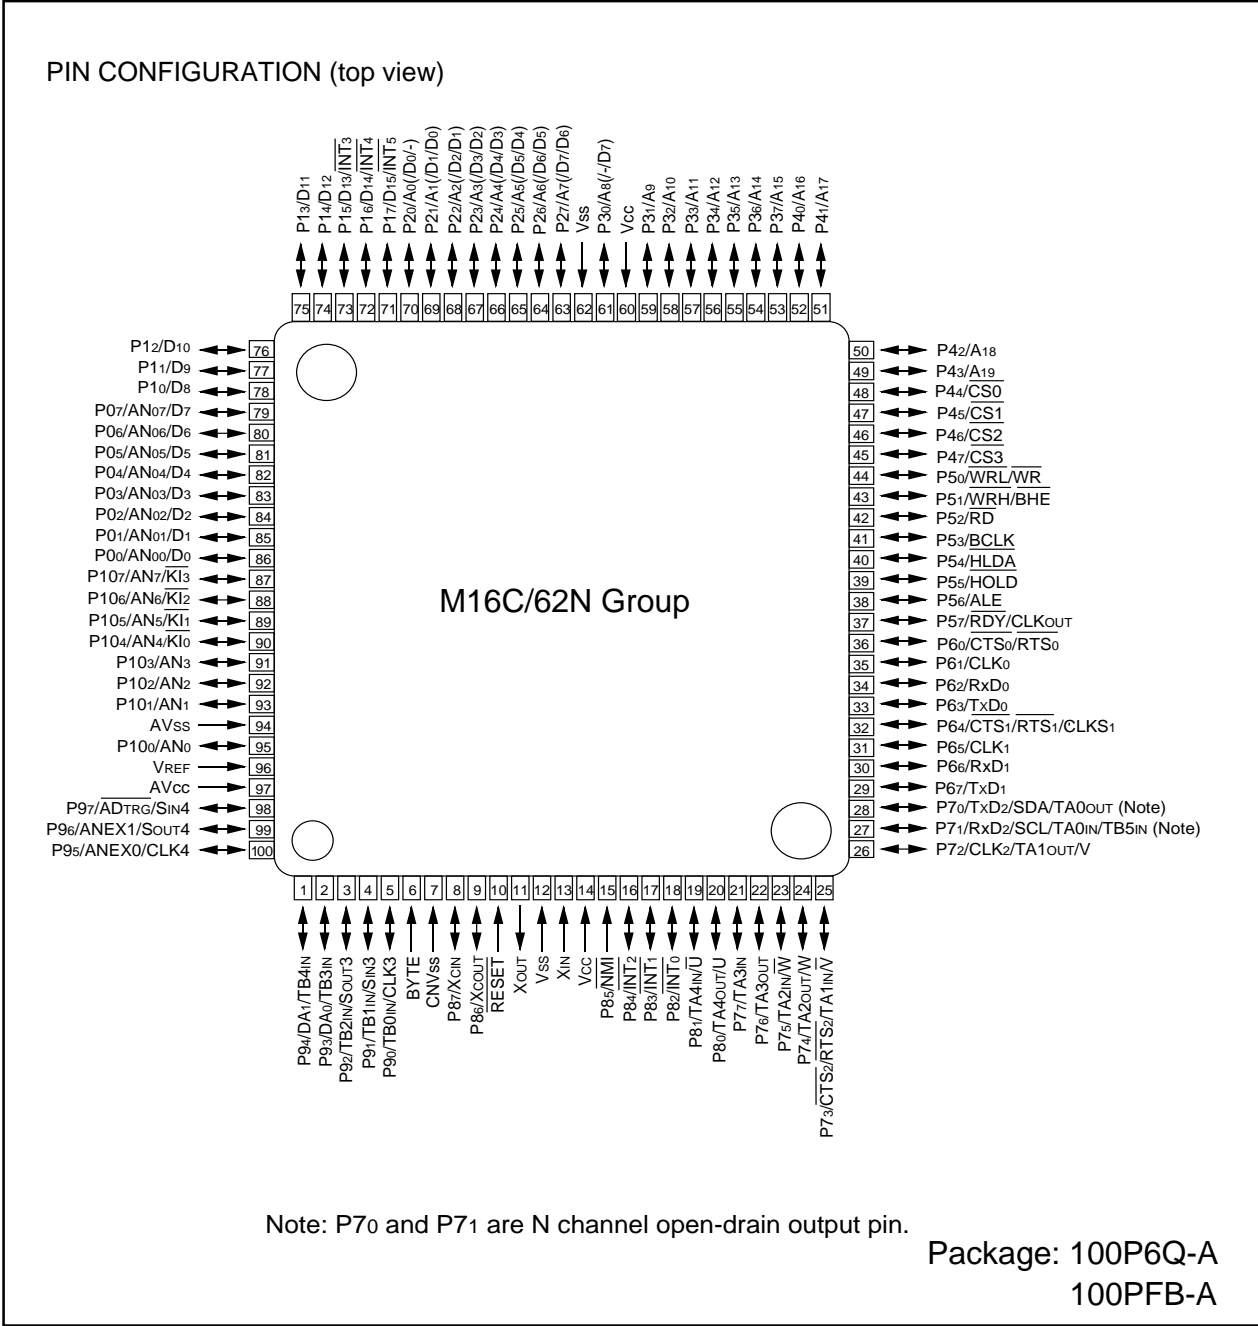 PIN CONFIGURATION (top view)
P13/D11
P14/D12
P15/D13/INT3
P16/D14/INT4
P17/D15/INT5
P20/A0(/D0/-)
P21/A1(/D1/D0)
P22/A2(/D2/D1)
P23/A3(/D3/D2)
P24/A4(/D4/D3)
P25/A5(/D5/D4)
P26/A6(/D6/D5)
P27/A7(/D7/D6)
Vss
P30/A8(/-/D7)
Vcc
P31/A9
P32/A10
P33/A11
P34/A12
P35/A13
P36/A14
P37/A15
P40/A16
P41/A17
75 74 73 72 71 70 69 68 67 66 65 64 63 62 61 60 59 58 57 56 55 54 53 52 51
P12/D10 76
P11/D9 77
P10/D8 78
P07/AN07/D7 79
P06/AN06/D6 80
P05/AN05/D5 81
P04/AN04/D4 82
P03/AN03/D3 83
P02/AN02/D2 84
P01/AN01/D1 85
P00/AN00/D0 86
P107/AN7/KI3 87
P106/AN6/KI2 88
P105/AN5/KI1 89
P104/AN4/KI0 90
P103/AN3 91
P102/AN2 92
P101/AN1 93
AVSS 94
P100/AN0 95
VREF 96
AVcc 97
P97/ADTRG/SIN4 98
P96/ANEX1/SOUT4 99
P95/ANEX0/CLK4 100
M16C/62N Group
50 P42/A18
49 P43/A19
48 P44/CS0
47 P45/CS1
46 P46/CS2
45 P47/CS3
44 P50/WRL/WR
43 P51/WRH/BHE
42 P52/RD
41 P53/BCLK
40 P54/HLDA
39 P55/HOLD
38 P56/ALE
37 P57/RDY/CLKOUT
36 P60/CTS0/RTS0
35 P61/CLK0
34 P62/RxD0
33 P63/TxD0
32 P64/CTS1/RTS1/CLKS1
31 P65/CLK1
30 P66/RxD1
29 P67/TxD1
28 P70/TxD2/SDA/TA0OUT (Note)
27 P71/RxD2/SCL/TA0IN/TB5IN (Note)
26 P72/CLK2/TA1OUT/V
1 2 3 4 5 6 7 8 9 10 11 12 13 14 15 16 17 18 19 20 21 22 23 24 25
P94/DA1/TB4IN
P93/DA0/TB3IN
P92/TB2IN/SOUT3
P91/TB1IN/SIN3
P90/TB0IN/CLK3
BYTE
CNVss
P87/XCIN
P86/XCOUT
RESET
XOUT
VSS
XIN
VCC
P85/NMI
P84/INT2
P83/INT1
P82/INT0
P81/TA4IN/U
P80/TA4OUT/U
P77/TA3IN
P76/TA3OUT
P75/TA2IN/W
P74/TA2OUT/W
P73/CTS2/RTS2/TA1IN/V
Note: P70 and P71 are N channel open-drain output pin.
Package: 100P6Q-A
100PFB-A